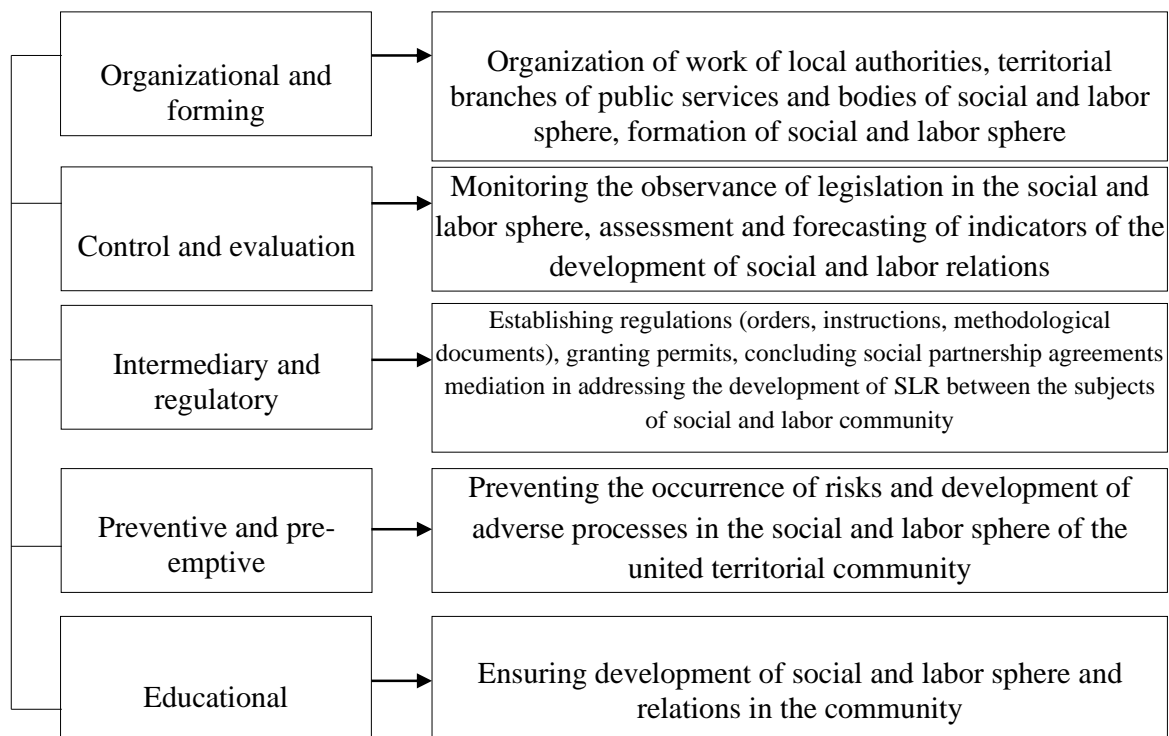 Organizational and
forming
Organization of work of local authorities, territorial
branches of public services and bodies of social and labor
sphere, formation of social and labor sphere
Control and evaluation
Monitoring the observance of legislation in the social and
labor sphere, assessment and forecasting of indicators of the
development of social and labor relations
Intermediary and
regulatory
Establishing regulations (orders, instructions, methodological
documents), granting permits, concluding social partnership agreements
mediation in addressing the development of SLR between the subjects
of social and labor community
Preventive and pre-
emptive
Preventing the occurrence of risks and development of
adverse processes in the social and labor sphere of the
united territorial community
Educational
Ensuring development of social and labor sphere and
relations in the community